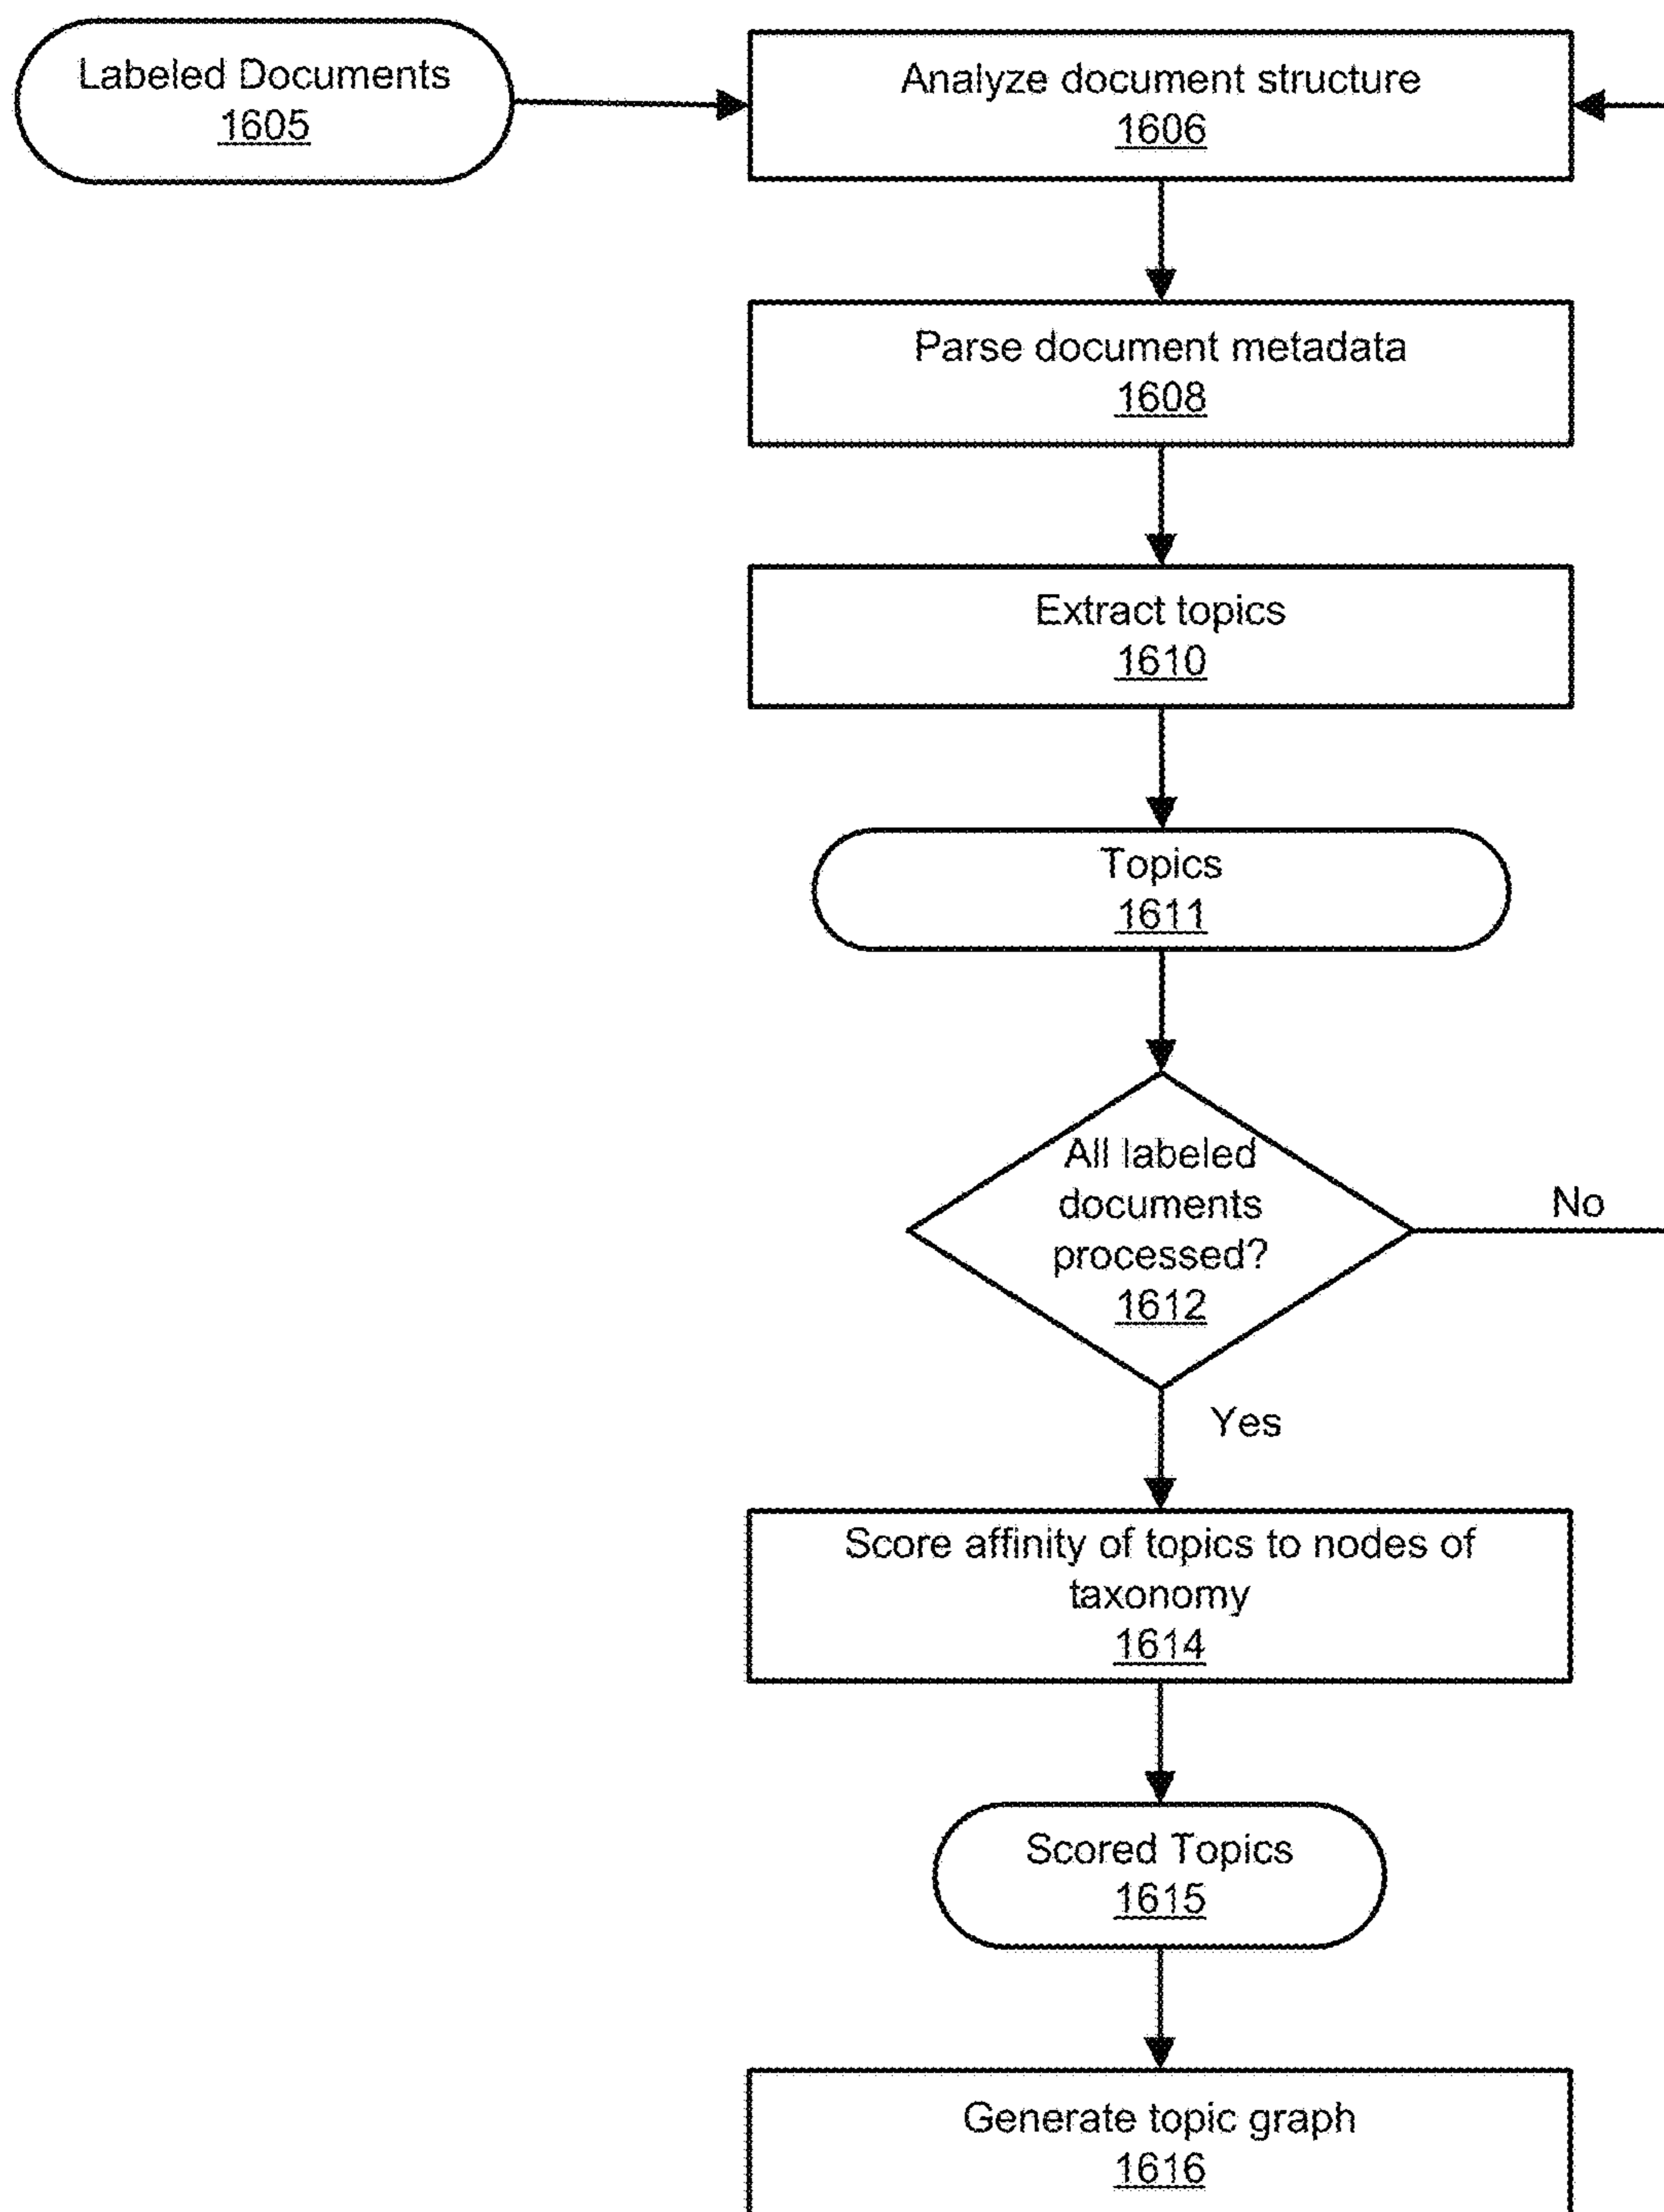 Labeled Documents
1605
Analyze document structure
1606
Parse document metadata
1608
Extract topics
1610
Topics
1611
All labeled
documents
processed?
1612
No
Yes
Score affinity of topics to nodes of
taxonomy
1614
Scored Topics
1615
Generate topic graph
1616